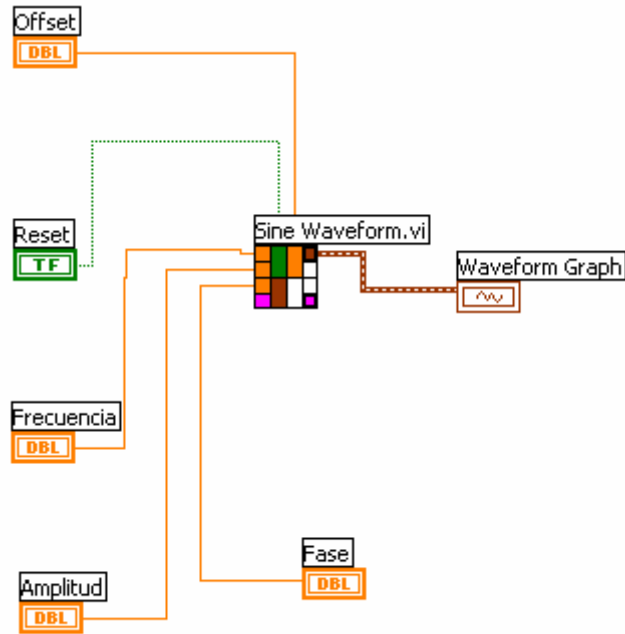 Offset
DBL
Reset
TF
Sine Waveform.vi
Waveform Graph
Frecuencia
DBL
Fase
DBL
Amplitud
DBL